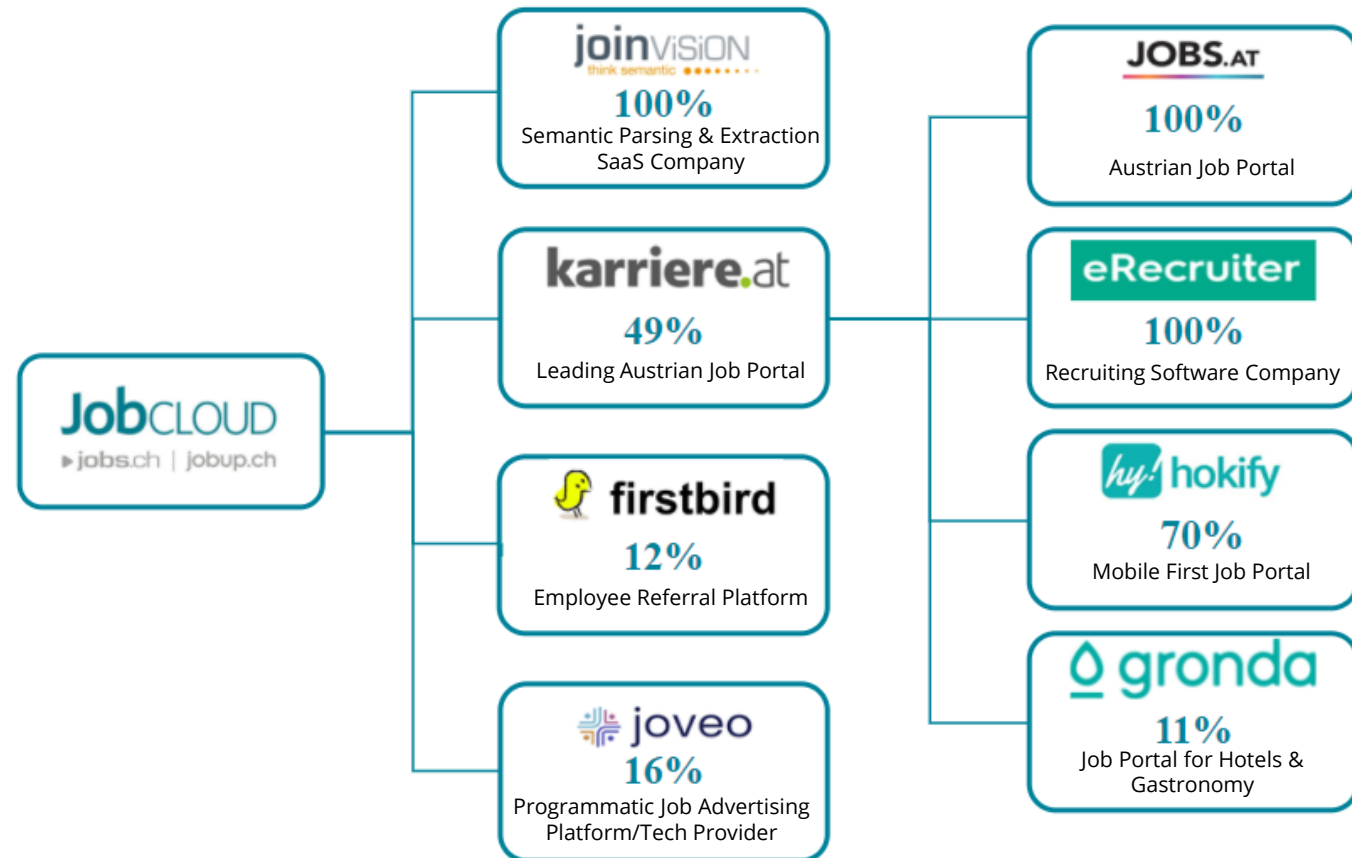 JobCLOUD
jobs.ch | jobup.ch
joinViSiON
think semantic
100%
Semantic Parsing & Extraction
SaaS Company
karriere.at
49%
Leading Austrian Job Portal
firstbird
12%
Employee Referral Platform
joveo
16%
Programmatic Job Advertising
Platform/Tech Provider
JOBS.AT
100%
Austrian Job Portal
eRecruiter
100%
Recruiting Software Company
hy! hokify
70%
Mobile First Job Portal
gronda
11%
Job Portal for Hotels &
Gastronomy